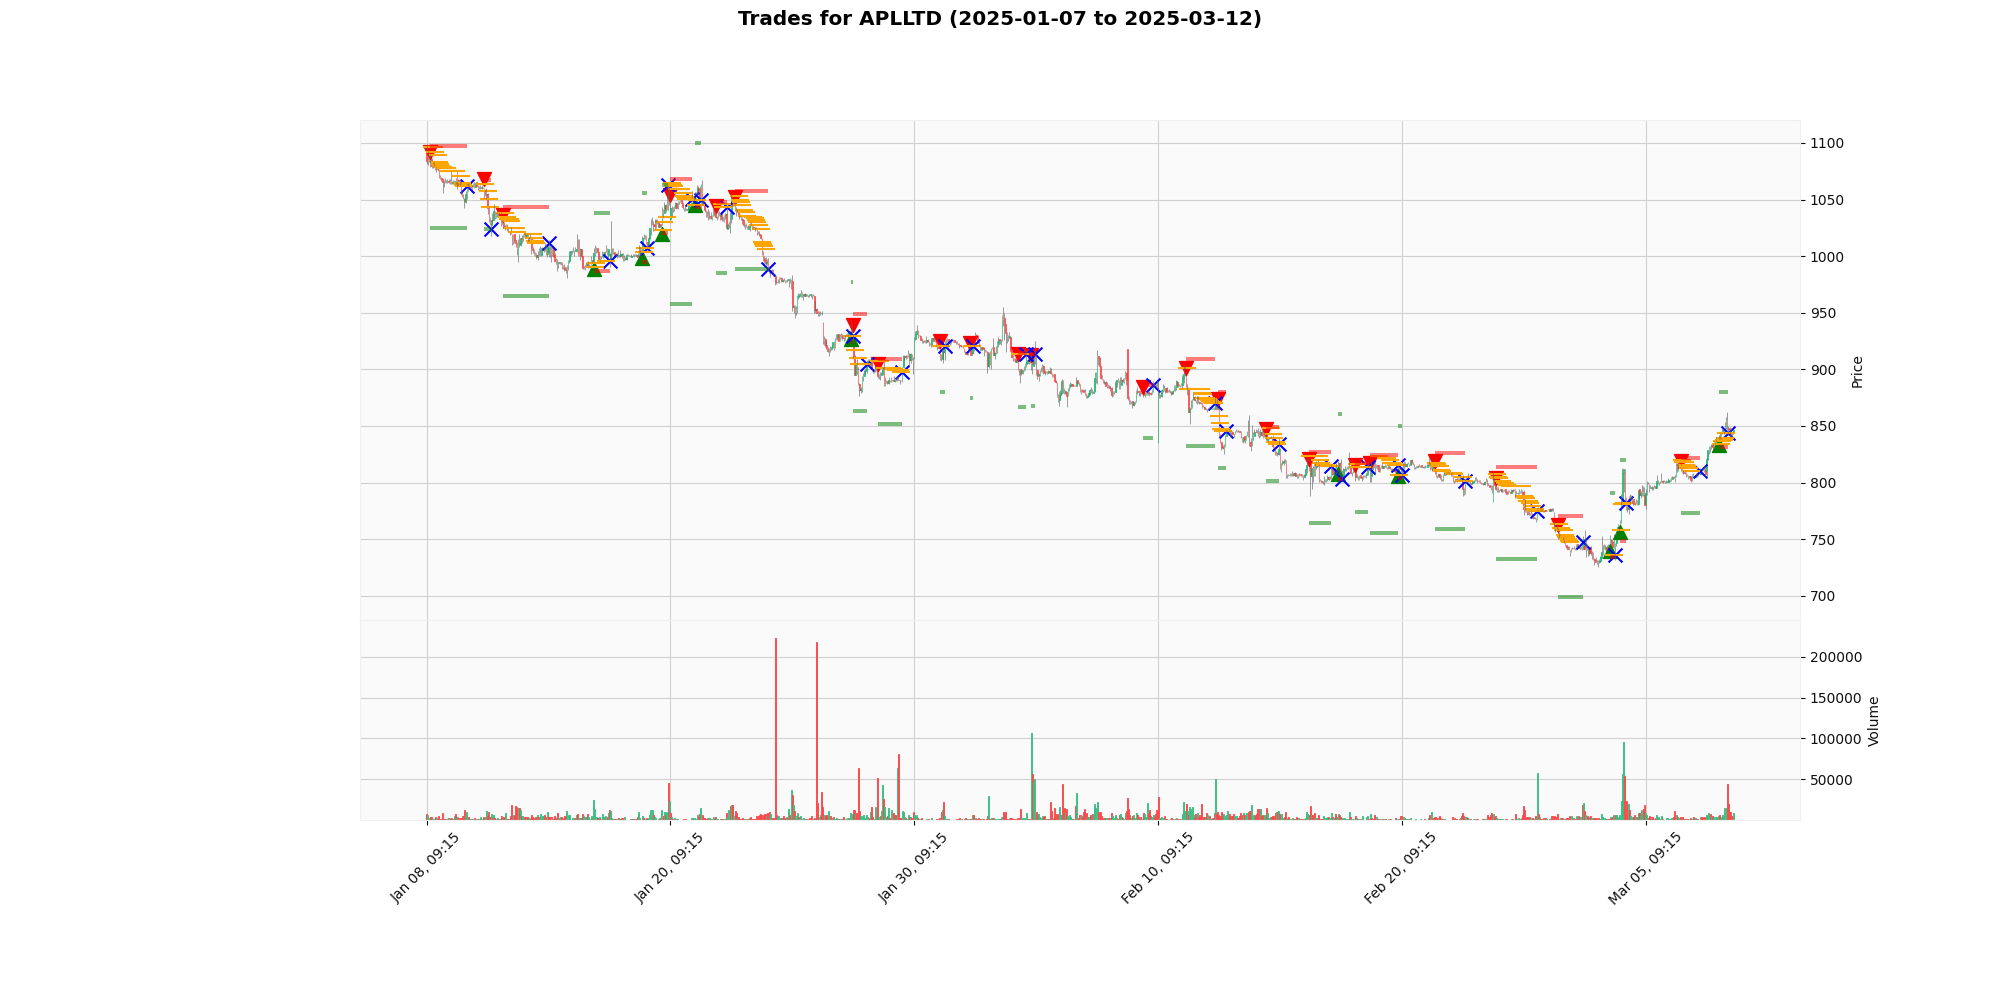 Trades for APLLTD (2025-01-07 to 2025-03-12)
1100
1050
1000
950
900
850
800
750
700
Price
200000
150000
100000
50000
Volume
Jan 08, 09:15
Jan 20, 09:15
Jan 30, 09:15
Feb 10, 09:15
Feb 20, 09:15
Mar 05, 09:15